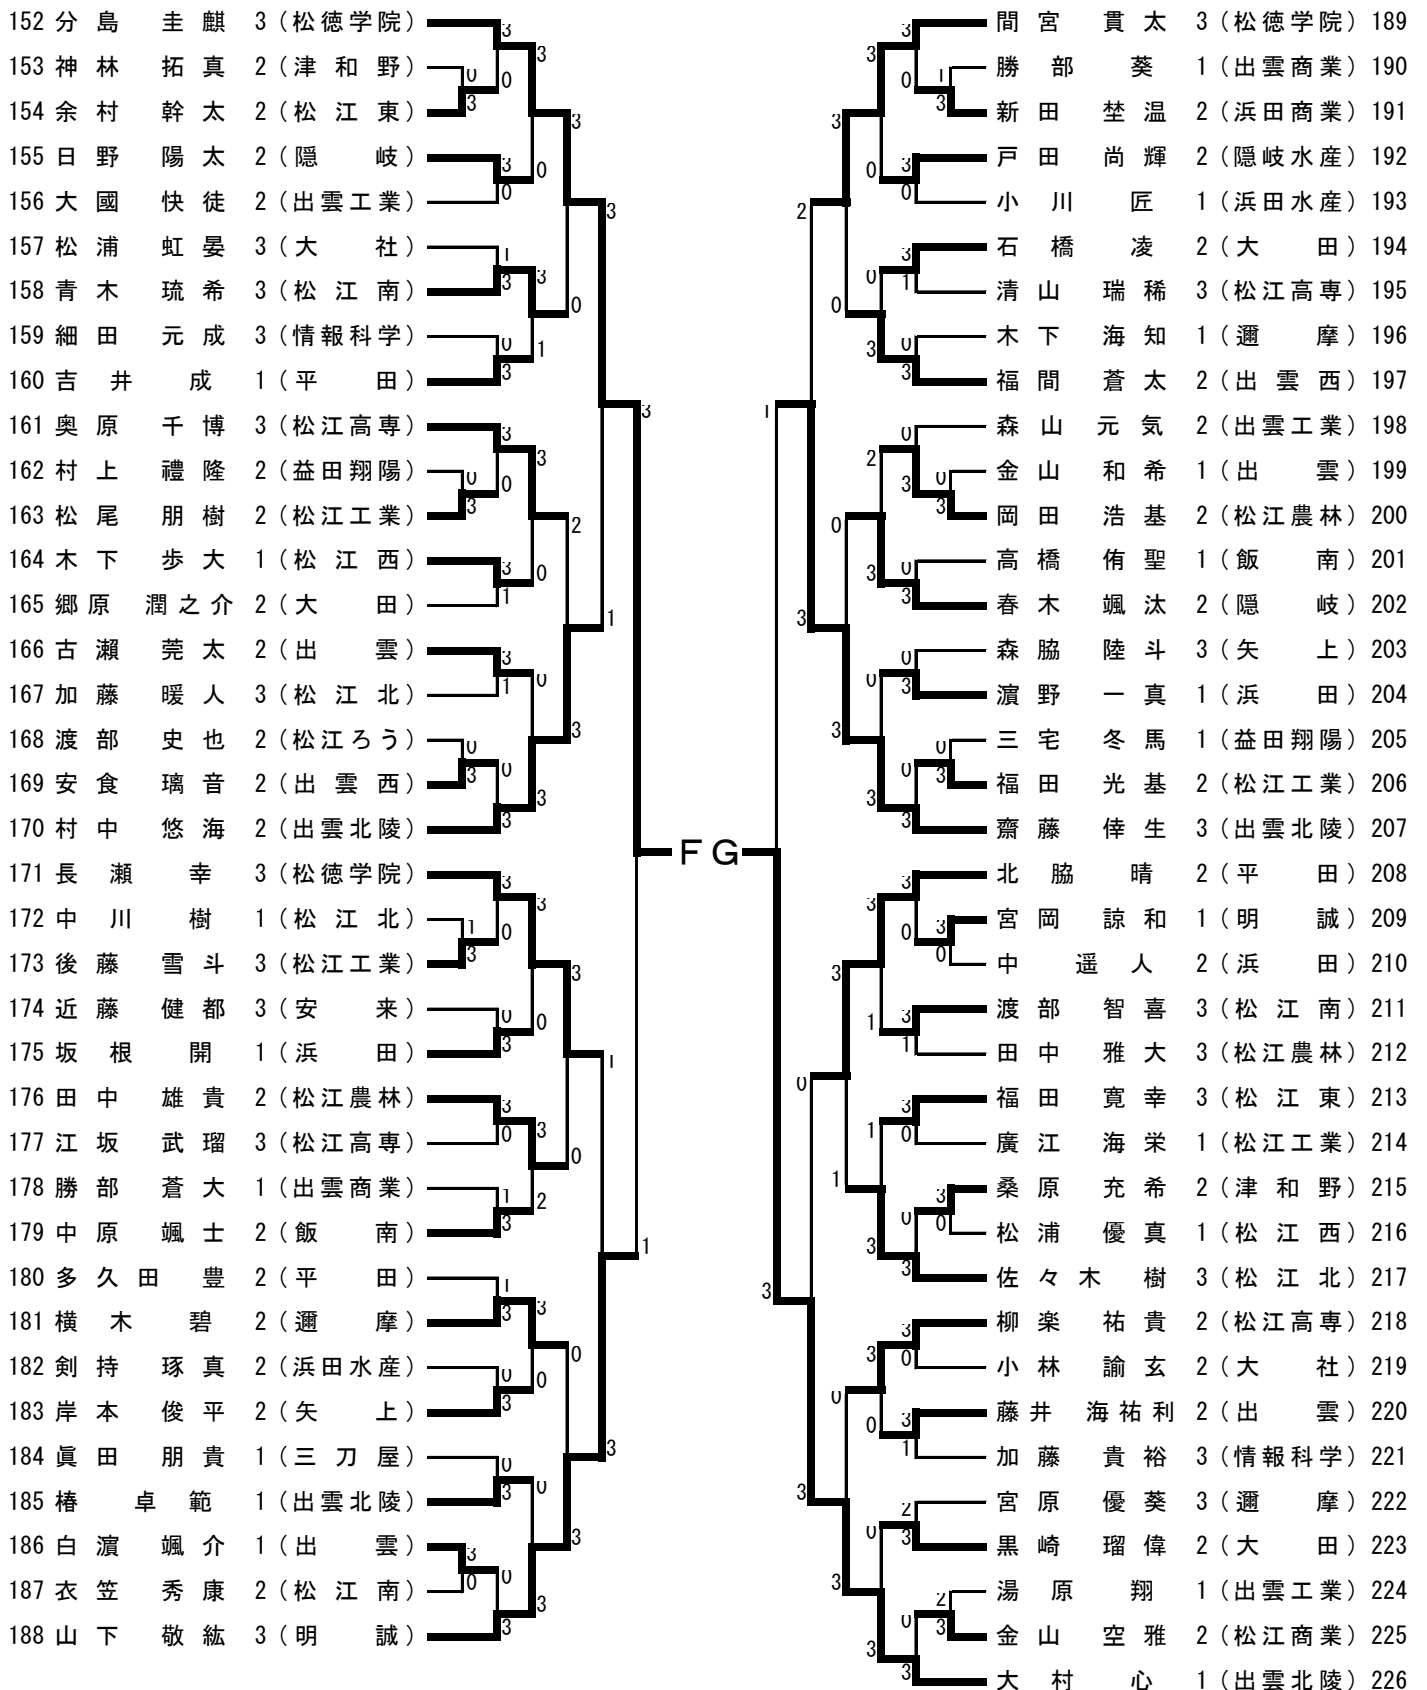 152 分島 圭麒 3 (松徳学院)
153 神林 拓真 2 (津和野)
154 余村 幹太 2 (松江東)
155 日野 陽太 2 (隠岐)
156 大國 快徒 2 (出雲工業)
157 松浦 虹晏 3 (大社)
158 青木 琉希 3 (松江南)
159 細田 元成 3 (情報科学)
160 吉井 成 1 (平田)
161 奥原 千博 3 (松江高専)
162 村上 禮隆 2 (益田翔陽)
163 松尾 朋樹 2 (松江工業)
164 木下 歩大 1 (松江西)
165 郷原 潤之介 2 (大田)
166 古瀬 莞太 2 (出雲)
167 加藤 暖人 3 (松江北)
168 渡部 史也 2 (松江ろう)
169 安食 璃音 2 (出雲西)
170 村中 悠海 2 (出雲北陵)
171 長瀬 幸 3 (松徳学院)
172 中川 樹 1 (松江北)
173 後藤 雪斗 3 (松江工業)
174 近藤 健都 3 (安来)
175 坂根 開 1 (浜田)
176 田中 雄貴 2 (松江農林)
177 江坂 武瑠 3 (松江高専)
178 勝部 蒼大 1 (出雲商業)
179 中原 颯士 2 (飯南)
180 多久田 豊 2 (平田)
181 横木 碧 2 (邇摩)
182 剣持 琢真 2 (浜田水産)
183 岸本 俊平 2 (矢上)
184 眞田 朋貴 1 (三刀屋)
185 椿 卓範 1 (出雲北陵)
186 白濵 颯介 1 (出雲)
187 衣笠 秀康 2 (松江南)
188 山下 敬紘 3 (明誠)
FG
間宮 貫太 3 (松徳学院) 189
勝部 葵 1 (出雲商業) 190
新田 埜温 2 (浜田商業) 191
戸田 尚輝 2 (隠岐水産) 192
小川 匠 1 (浜田水産) 193
石橋 凌 2 (大田) 194
清山 瑞稀 3 (松江高専) 195
木下 海知 1 (邇摩) 196
福間 蒼太 2 (出雲西) 197
森山 元気 2 (出雲工業) 198
金山 和希 1 (出雲) 199
岡田 浩基 2 (松江農林) 200
高橋 侑聖 1 (飯南) 201
春木 颯汰 2 (隠岐) 202
森脇 陸斗 3 (矢上) 203
濵野 一真 1 (浜田) 204
三宅 冬馬 1 (益田翔陽) 205
福田 光基 2 (松江工業) 206
齋藤 倖生 3 (出雲北陵) 207
北脇 晴 2 (平田) 208
宮岡 諒和 1 (明誠) 209
中 遥人 2 (浜田) 210
渡部 智喜 3 (松江南) 211
田中 雅大 3 (松江農林) 212
福田 寛幸 3 (松江東) 213
廣江 海栄 1 (松江工業) 214
桑原 充希 2 (津和野) 215
松浦 優真 1 (松江西) 216
佐々木 樹 3 (松江北) 217
柳楽 祐貴 2 (松江高専) 218
小林 諭玄 2 (大社) 219
藤井 海祐利 2 (出雲) 220
加藤 貴裕 3 (情報科学) 221
宮原 優葵 3 (邇摩) 222
黒崎 瑠偉 2 (大田) 223
湯原 翔 1 (出雲工業) 224
金山 空雅 2 (松江商業) 225
大村 心 1 (出雲北陵) 226